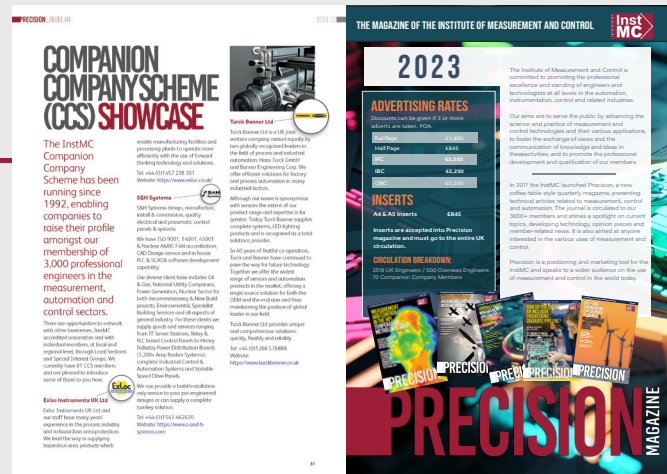 PRECISION_REGULAR
COMPANION
COMPANY SCHEME
(CCS) SHOWCASE
The InstMC
Companion
Company
Scheme has been
running since
1992, enabling
companies to
raise their profile
amongst our
membership of
3,000 professional
engineers in the
measurement,
automation and
control sectors.
There are opportunities to network
with other businesses, InstMC
accredited universities and with
individual members, at local and
regional level, through Local Sections
and Special Interest Groups. We
currently have 81 CCS members
and are pleased to introduce
some of them to you here.
Exloc
Exloc Instruments UK Ltd
Exloc Instruments UK Ltd and
our staff have many years'
experience in the process industry
and in hazardous area protection.
We lead the way in supplying
hazardous area products which
enable manufacturing facilities and
processing plants to operate more
efficiently with the use of forward
thinking technology and solutions.
Tel: +44 (0)1457 238 301
Website: https://www.exloc.co.uk/
S&H Systems
S&H Systems design, manufacture,
install & commission, quality
electrical and pneumatic control
panels & systems.
We have ISO 9001, 14001, 45001
& Nuclear AMRC F4N accreditation,
CAD Design service and in-house
PLC & SCADA software development
capability.
Our diverse client base includes Oil
& Gas, National Utility Companies,
Power Generation, Nuclear Sector for
both decommissioning & New Build
projects, Environmental, Specialist
Building Services and all aspects of
general industry. For these clients we
supply goods and services ranging
from IT Server Stations, Relay &
PLC based Control Panels to Heavy
Industry Power Distribution Boards
(3,200+ Amp Busbar Systems),
complete Industrial Control &
Automation Systems and Variable
Speed Drive Panels.
We can provide a build/installation
only service to your pre-engineered
designs or can supply a complete
turnkey solution.
Tel: +44 (0)1543 462620
Website: https://www.s-and-h-
systems.com
Turck Banner Ltd
Turck Banner Ltd is a UK joint
venture company owned equally by
two globally recognized leaders in
the field of process and industrial
automation; Hans Turck GmbH
and Banner Engineering Corp. We
offer efficient solutions for factory
and process automation in many
industrial sectors.
Although our name is synonymous
with sensors the extent of our
product range and expertise is far
greater. Today Turck Banner supplies
complete systems, LED lighting
products and is recognised as a total
solutions provider.
In 40 years of fruitful co-operation,
Turck and Banner have continued to
pave the way for future technology.
Together we offer the widest
range of sensors and automation
products in the market, offering a
single source solution for both the
OEM and the end user and thus
maintaining the position of global
leader in our field.
Turck Banner Ltd provides unique
and comprehensive solutions:
quickly, flexibly and reliably.
Tel: +44 (0)1268 578888
Website:
https://www.turckbanner.co.uk
31
THE MAGAZINE OF THE INSTITUTE OF MEASUREMENT AND CONTROL
Inst
MC
2023
ADVERTISING RATES
Discounts can be given if 3 or more
adverts are taken. POA.
Full Page £1,400
Half Page £845
IFC £2,250
IBC £2,250
OBC £2,250
INSERTS
A4 & A5 Inserts £845
Inserts are accepted into Precision
magazine and must go to the entire UK
circulation.
CIRCULATION BREAKDOWN:
2519 UK Engineers / 500 Overseas Engineers
79 Companion Company Members
The Institute of Measurement and Control is
committed to promoting the professional
excellence and standing of engineers and
technologists at all levels in the automation,
instrumentation, control and related industries.
Our aims are to serve the public by advancing the
science and practice of measurement and
control technologies and their various applications,
to foster the exchange of views and the
communication of knowledge and ideas in
theseactivities, and to promote the professional
development and qualification of our members.
In 2017 the InstMC launched Precision, a new
coffee-table style quarterly magazine, presenting
technical articles related to measurement, control
and automation. The journal is circulated to our
3000+ members and shines a spotlight on current
topics, developing technology, opinion pieces and
member-related news. It is also aimed at anyone
interested in the various uses of measurement and
control.
Precision is a positioning and marketing tool for the
InstMC and speaks to a wider audience on the use
of measurement and control in the world today.
PRECISION
PRECISION
PRECISION
PRECISION
PRECISION
MAGAZINE